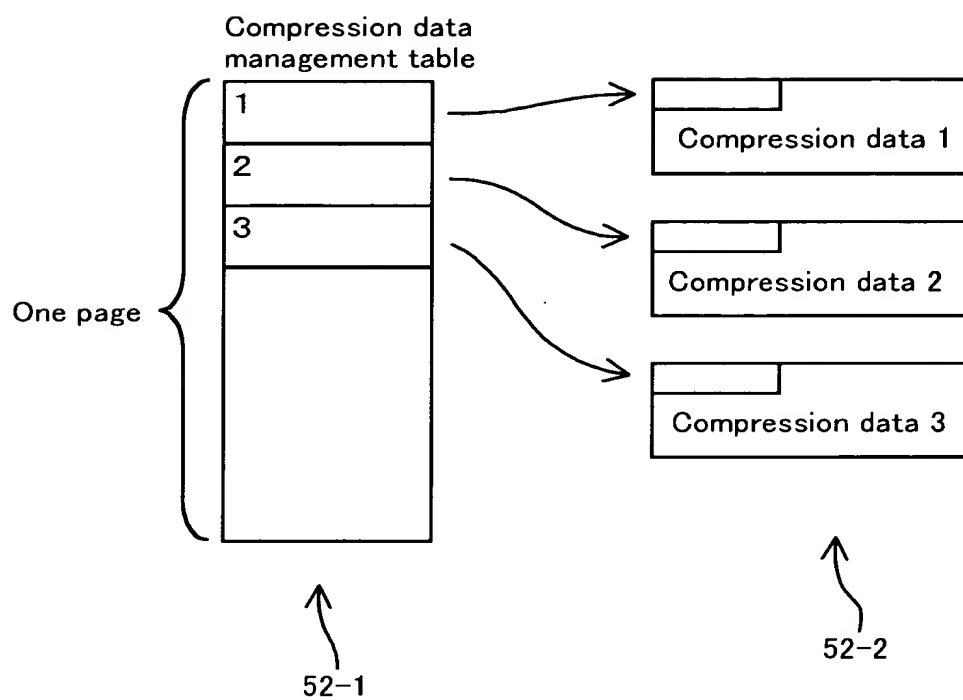 Compression data
management table
1
2
3
One page
Compression data 1
Compression data 2
Compression data 3
52-1
52-2